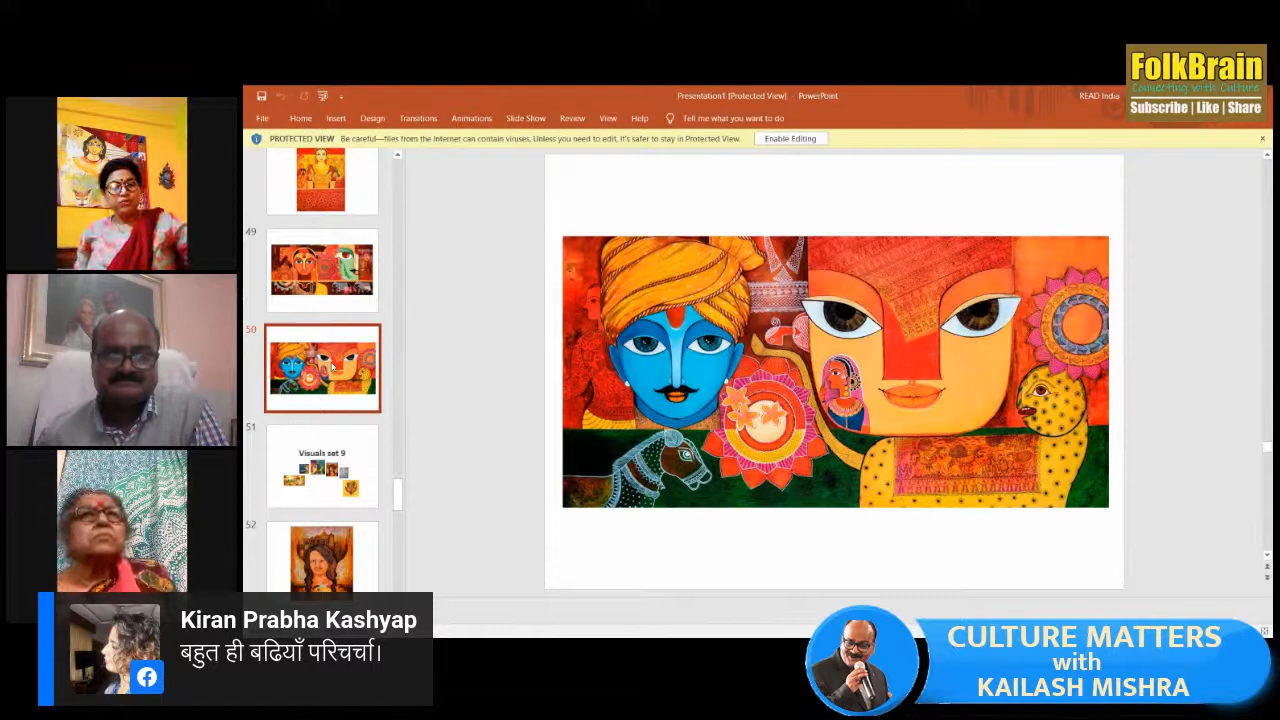 FolkBrain
Connecting with Culture
Subscribe | Like | Share
Presentation1 [Protected View] - PowerPoint
READ India
File Home Insert Design Transitions Animations Slide Show Review View Help Tell me what you want to do
PROTECTED VIEW Be careful—files from the Internet can contain viruses. Unless you need to edit, it's safer to stay in Protected View. Enable Editing
49
50
51
Visuals set 9
52
Kiran Prabha Kashyap
बहुत ही बढियाँ परिचर्चा।
CULTURE MATTERS
with
KAILASH MISHRA